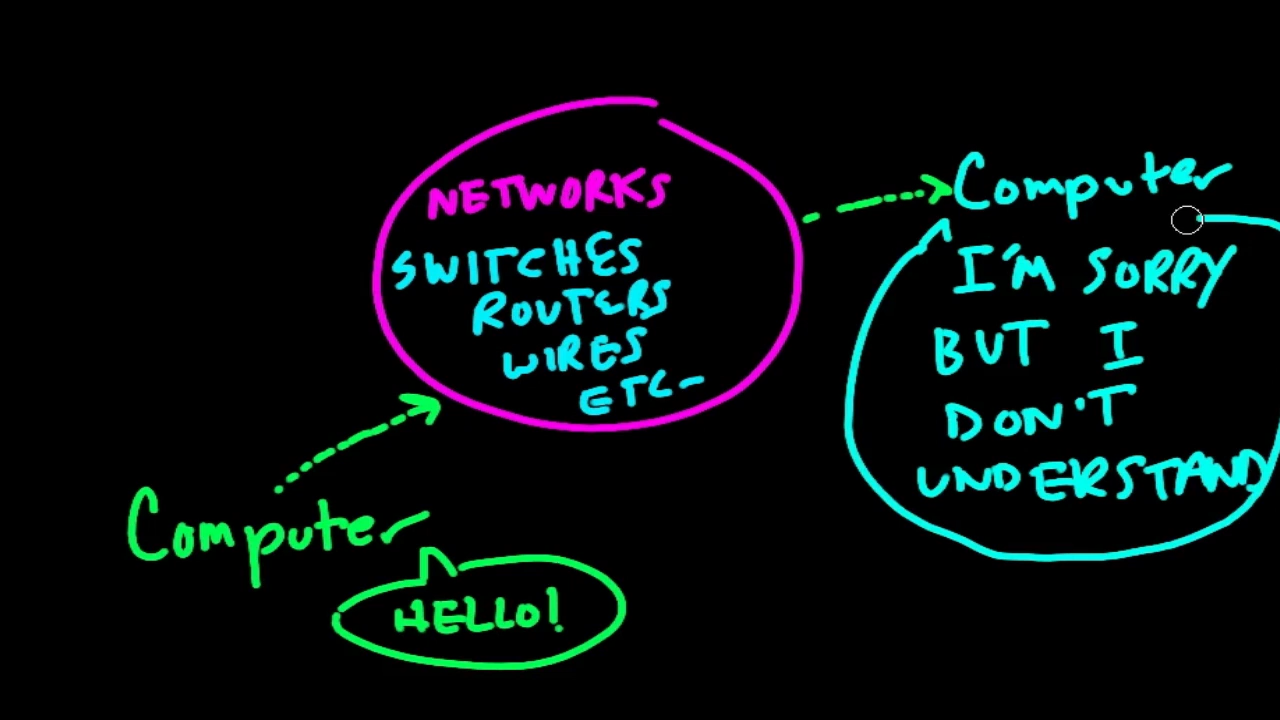 NETWORKS
SWITCHES
ROUTERS
WIRES
ETC-
Computer
I'M SORRY
BUT I
DON'T
UNDERSTAND
Computer
HELLO!